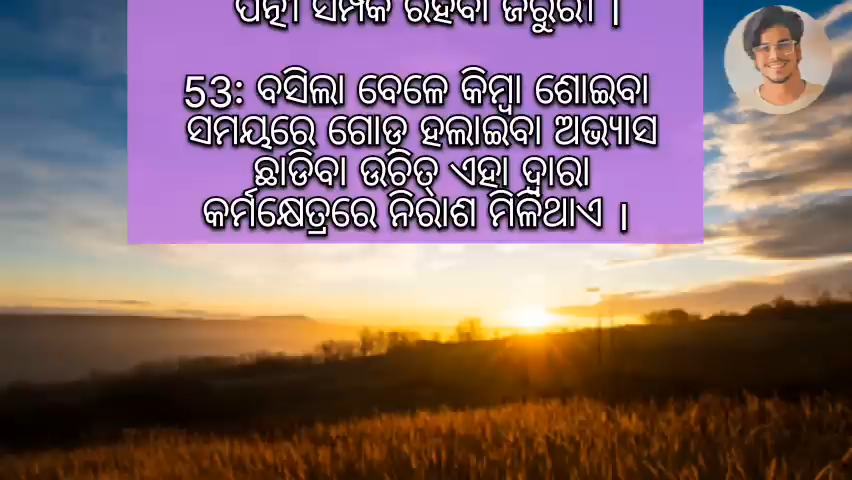 ପତ୍ନୀ ସମ୍ପର୍କ ରହିବା ଜରୁରୀ ।
53: ବସିଲା ବେଳେ କିମ୍ବା ଶୋଇବା
ସମୟରେ ଗୋଡ଼ ହଲାଇବା ଅଭ୍ୟାସ
ଛାଡିବା ଉଚିତ୍ ଏହା ଦ୍ୱାରା
କର୍ମକ୍ଷେତ୍ରରେ ନିରାଶ ମିଳିଥାଏ ।